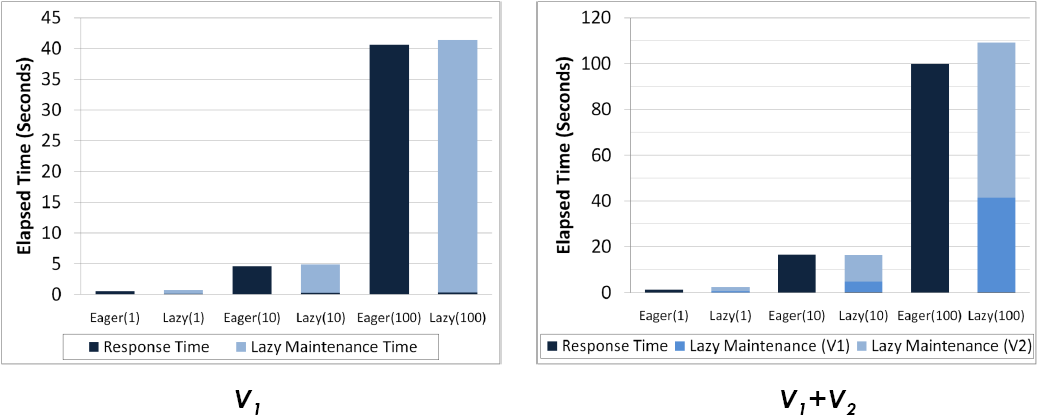 Elapsed Time (Seconds)
45
40
35
30
25
20
15
10
5
0
Eager(1) Lazy(1) Eager(10) Lazy(10) Eager(100) Lazy(100)
Response Time Lazy Maintenance Time
V1
Elapsed Time (Seconds)
120
100
80
60
40
20
0
Eager(1) Lazy(1) Eager(10) Lazy(10) Eager(100) Lazy(100)
Response Time Lazy Maintenance (V1) Lazy Maintenance (V2)
V1+V2